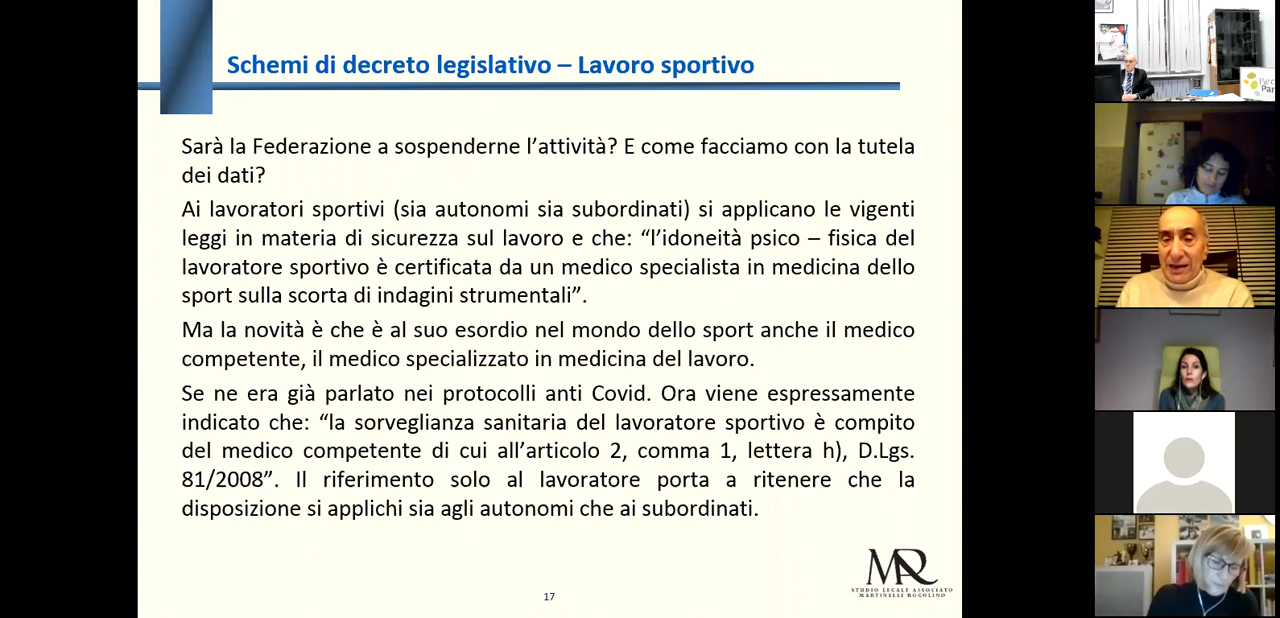 Schemi di decreto legislativo – Lavoro sportivo
Sarà la Federazione a sospenderne l’attività? E come facciamo con la tutela
dei dati?
Ai lavoratori sportivi (sia autonomi sia subordinati) si applicano le vigenti
leggi in materia di sicurezza sul lavoro e che: “l’idoneità psico – fisica del
lavoratore sportivo è certificata da un medico specialista in medicina dello
sport sulla scorta di indagini strumentali”.
Ma la novità è che è al suo esordio nel mondo dello sport anche il medico
competente, il medico specializzato in medicina del lavoro.
Se ne era già parlato nei protocolli anti Covid. Ora viene espressamente
indicato che: “la sorveglianza sanitaria del lavoratore sportivo è compito
del medico competente di cui all’articolo 2, comma 1, lettera h), D.Lgs.
81/2008”. Il riferimento solo al lavoratore porta a ritenere che la
disposizione si applichi sia agli autonomi che ai subordinati.
MR
STUDIO LEGALE ASSOCIATO
MARTINELLI ROGOLINO
17